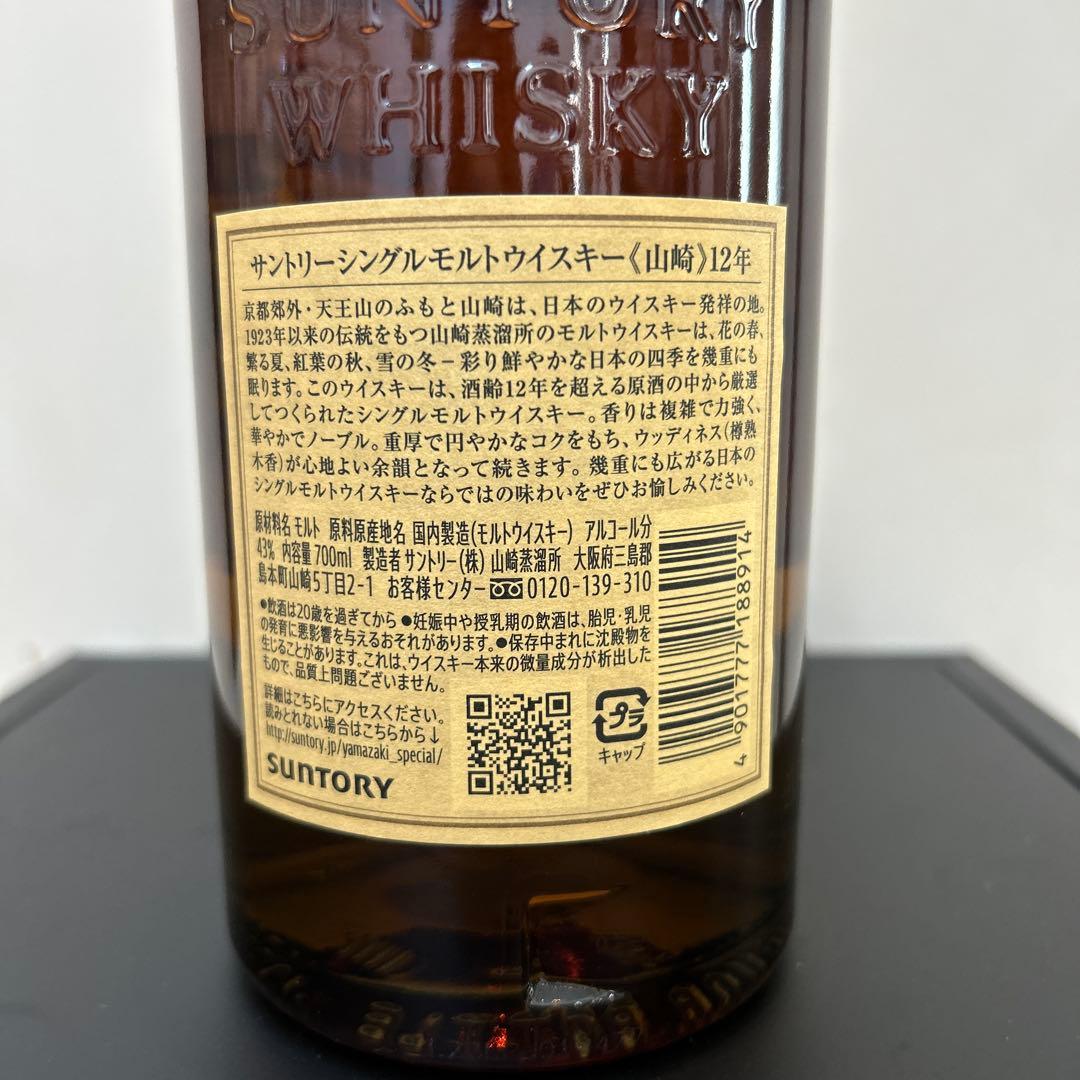 SUNTORY
WHISKY
サントリーシングルモルトウイスキー《山崎》12年
京都郊外・天王山のふもと山崎は、日本のウイスキー発祥の地。
1923年以来の伝統をもつ山崎蒸溜所のモルトウイスキーは、花の春、
繁る夏、紅葉の秋、雪の冬－彩り鮮やかな日本の四季を幾重にも
眠ります。このウイスキーは、酒齢12年を超える原酒の中から厳選
してつくられたシングルモルトウイスキー。香りは複雑で力強く、
華やかでノーブル。重厚で円やかなコクをもち、ウッディネス(樽熟
木香)が心地よい余韻となって続きます。幾重にも広がる日本の
シングルモルトウイスキーならではの味わいをぜひお愉しみください。
原材料名 モルト 原料原産地名 国内製造(モルトウイスキー) アルコール分
43% 内容量 700ml 製造者 サントリー(株) 山崎蒸溜所 大阪府三島郡
島本町山崎5丁目2-1 お客様センター 0120-139-310
●飲酒は20歳を過ぎてから ●妊娠中や授乳期の飲酒は、胎児・乳児
の発育に悪影響を与えるおそれがあります。●保存中まれに沈殿物を
生じることがあります。これは、ウイスキー本来の微量成分が析出した
もので、品質上問題ございません。
詳細はこちらにアクセスください。
読みとれない場合はこちらから↓
http://suntory.jp/yamazaki_special/
SUNTORY
プラ
キャップ
4 901777 188914